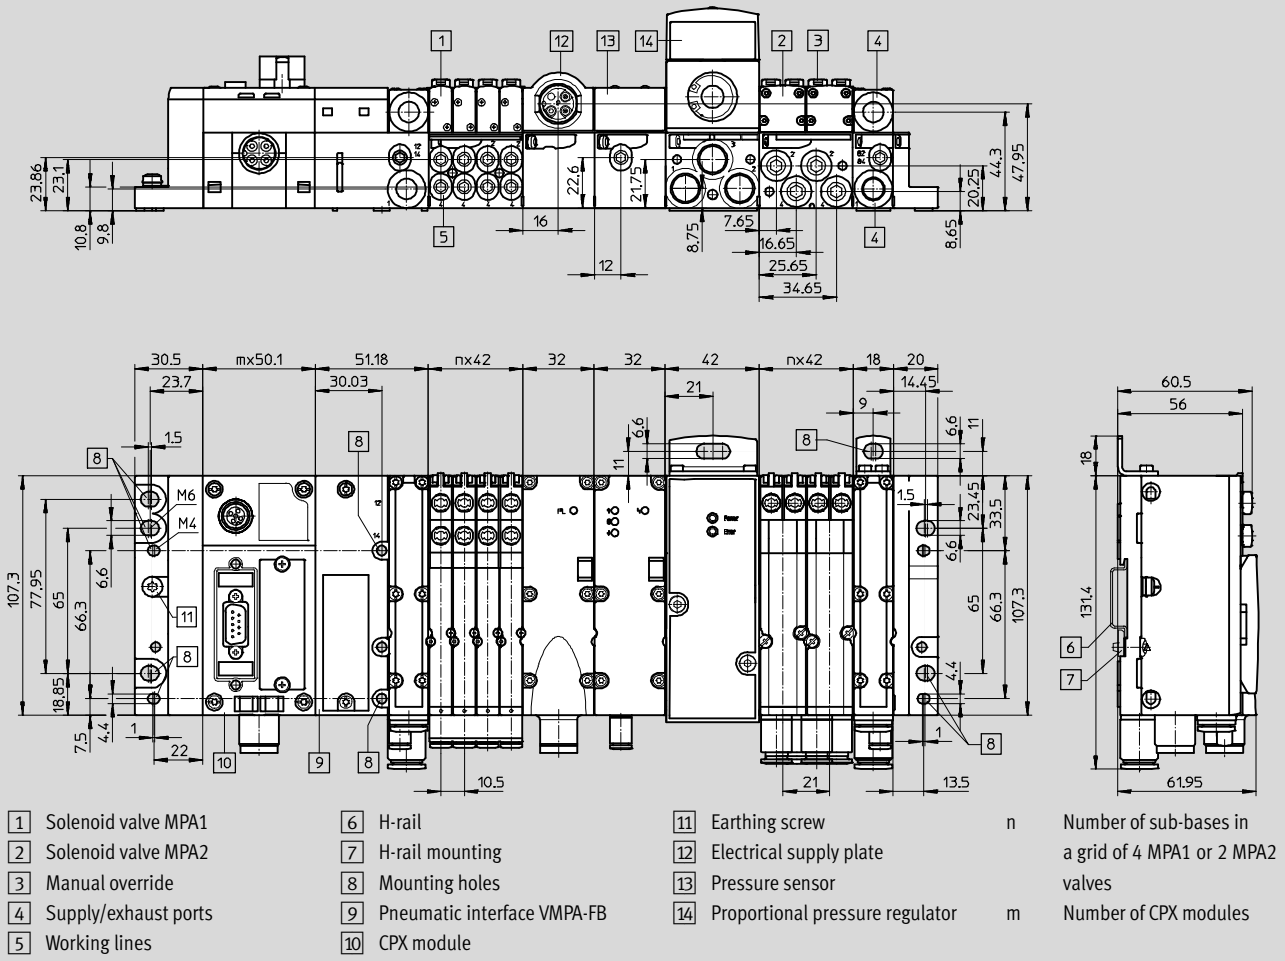 1 12 13 14 2 3 4
23.86
23.1
10.8
9.8
5
16
22.6
12
21.75
8.75
7.65
16.65
25.65
34.65
4
8.65
20.25
44.3
47.95
30.5 mx50.1 51.18 nx42 32 32 42 nx42 18 20
23.7 30.03 21 9 14.45
1.5
6.6
11
6.6
11
8 8 8
M6
M4
1.5
23.45
33.5
6.6
107.3
77.95
65
66.3
6.6
11
8
18.85
7.5
4.4
1
22
10 9 8
10.5
21
65
66.3
107.3
4.4
1
8
13.5
Power
Error
60.5
56
18
131.4
6
7
61.95
1 Solenoid valve MPA1
2 Solenoid valve MPA2
3 Manual override
4 Supply/exhaust ports
5 Working lines
6 H-rail
7 H-rail mounting
8 Mounting holes
9 Pneumatic interface VMPA-FB
10 CPX module
11 Earthing screw
12 Electrical supply plate
13 Pressure sensor
14 Proportional pressure regulator
n Number of sub-bases in
a grid of 4 MPA1 or 2 MPA2
valves
m Number of CPX modules